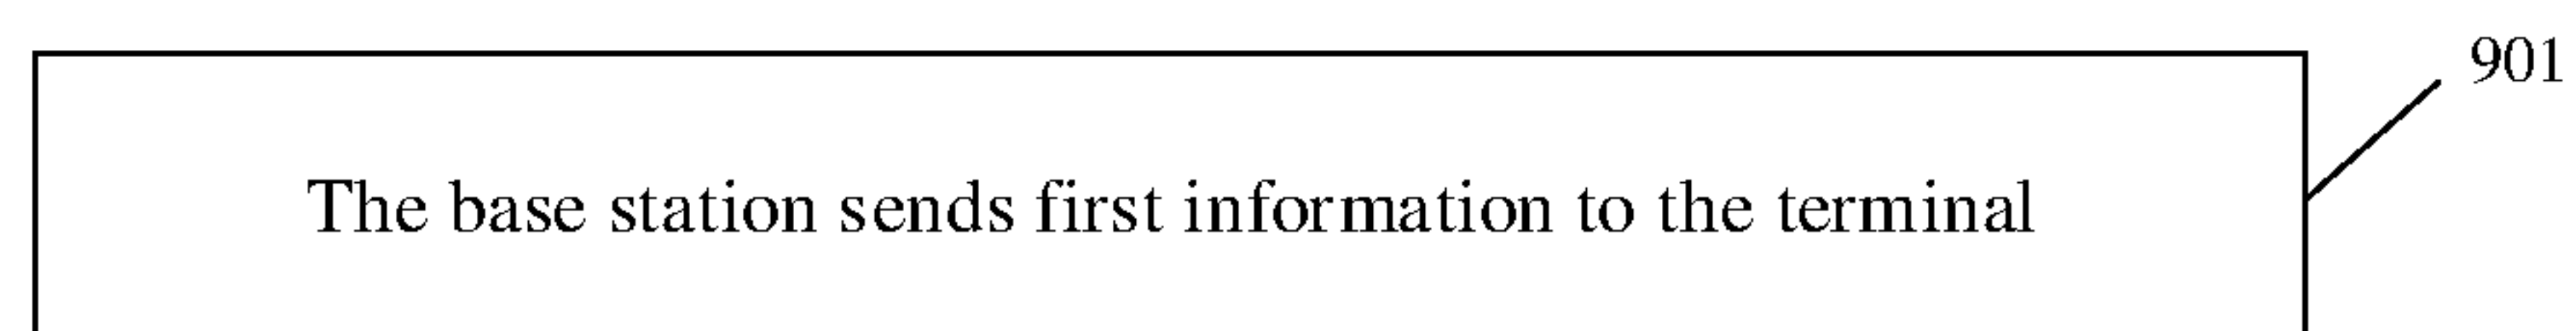 901
The base station sends first information to the terminal